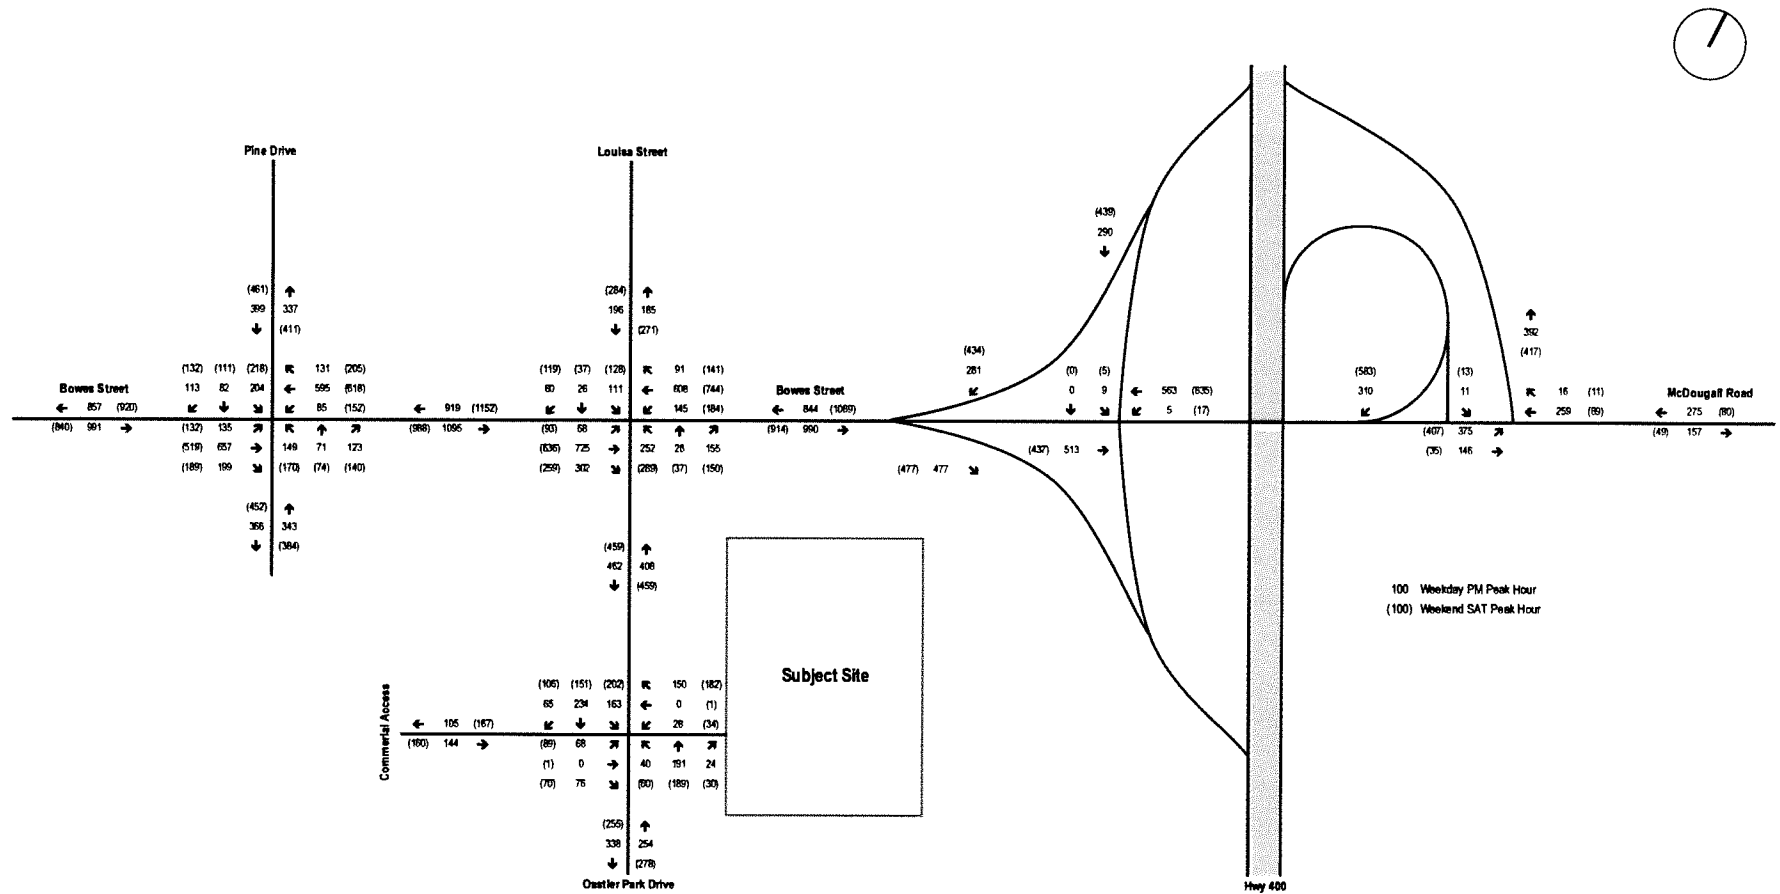 Pine Drive
Louisa Street
(439)
290
(461)
399 337
(411)
(284)
196 185
(271)
392
(417)
(132) (111) (218) 131 (205)
113 82 204 595 (618)
85 (152)
Bowes Street
857 (920)
(840) 991
919 (1152)
(988) 1095
(132) 135
(519) 657 149 71 123
(189) 199 (170) (74) (140)
(119) (37) (128) 91 (141)
60 26 111 608 (744)
145 (184)
(93) 68
(636) 725 252 28 155
(259) 302 (269) (37) (150)
Bowes Street
844 (1089)
(914) 990
(434)
281
(0) (5)
0 9 563 (835)
5 (17)
(437) 513
(477) 477
(583) (13)
310 11
16 (11)
259 (69)
(407) 375
(35) 146
McDougall Road
275 (80)
(49) 157
(452)
366 343
(384)
(459)
462 408
(459)
100 Weekday PM Peak Hour
(100) Weekend SAT Peak Hour
Subject Site
Commerial Access
105 (167)
(160) 144
(106) (151) (202) 150 (182)
65 234 163 0 (1)
28 (34)
(89) 68
(1) 0 40 191 24
(70) 76 (60) (189) (30)
(255)
338 254
(278)
Osstler Park Drive
Hwy 400